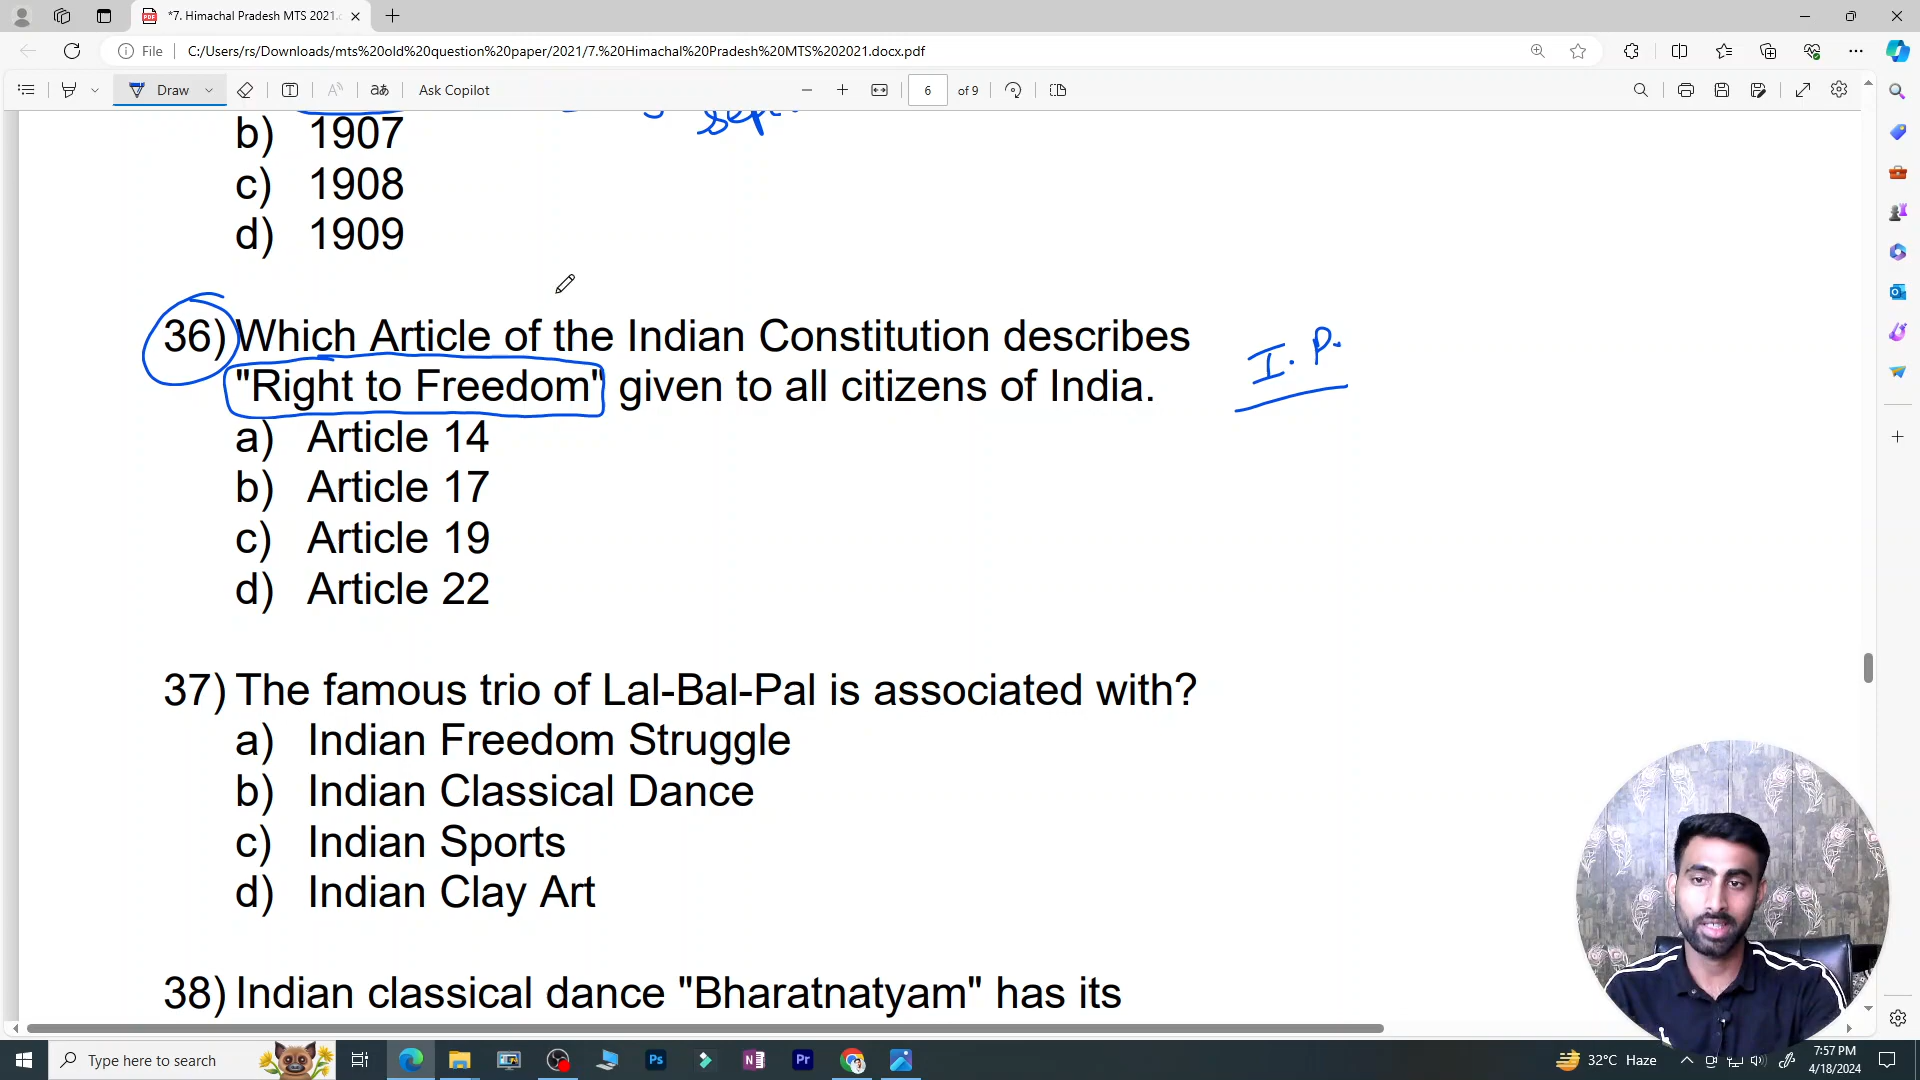 *7. Himachal Pradesh MTS 2021.
File
C:/Users/rs/Downloads/mts%20old%20question%20paper/2021/7.%20Himachal%20Pradesh%20MTS%202021.docx.pdf
Draw
aあ
Ask Copilot
6 of 9
b) 1907
c) 1908
d) 1909
36) Which Article of the Indian Constitution describes
"Right to Freedom" given to all citizens of India.
I. P.
a) Article 14
b) Article 17
c) Article 19
d) Article 22
37) The famous trio of Lal-Bal-Pal is associated with?
a) Indian Freedom Struggle
b) Indian Classical Dance
c) Indian Sports
d) Indian Clay Art
38) Indian classical dance "Bharatnatyam" has its
Type here to search
Ps
Pr
32°C Haze
7:57 PM
4/18/2024